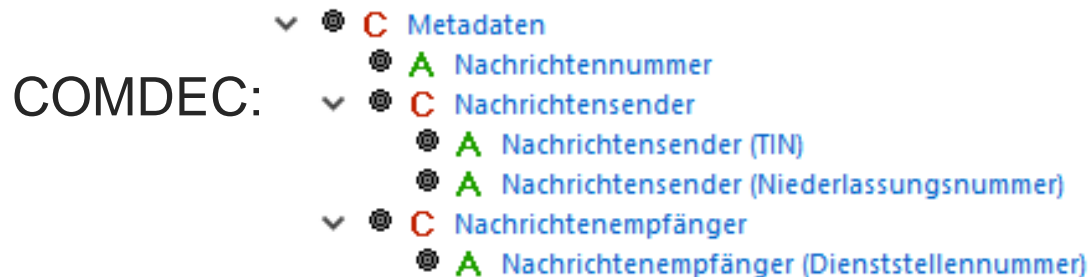 C Metadaten
A Nachrichtennummer
COMDEC:
C Nachrichtensender
A Nachrichtensender (TIN)
A Nachrichtensender (Niederlassungsnummer)
C Nachrichtenempfänger
A Nachrichtenempfänger (Dienststellennummer)